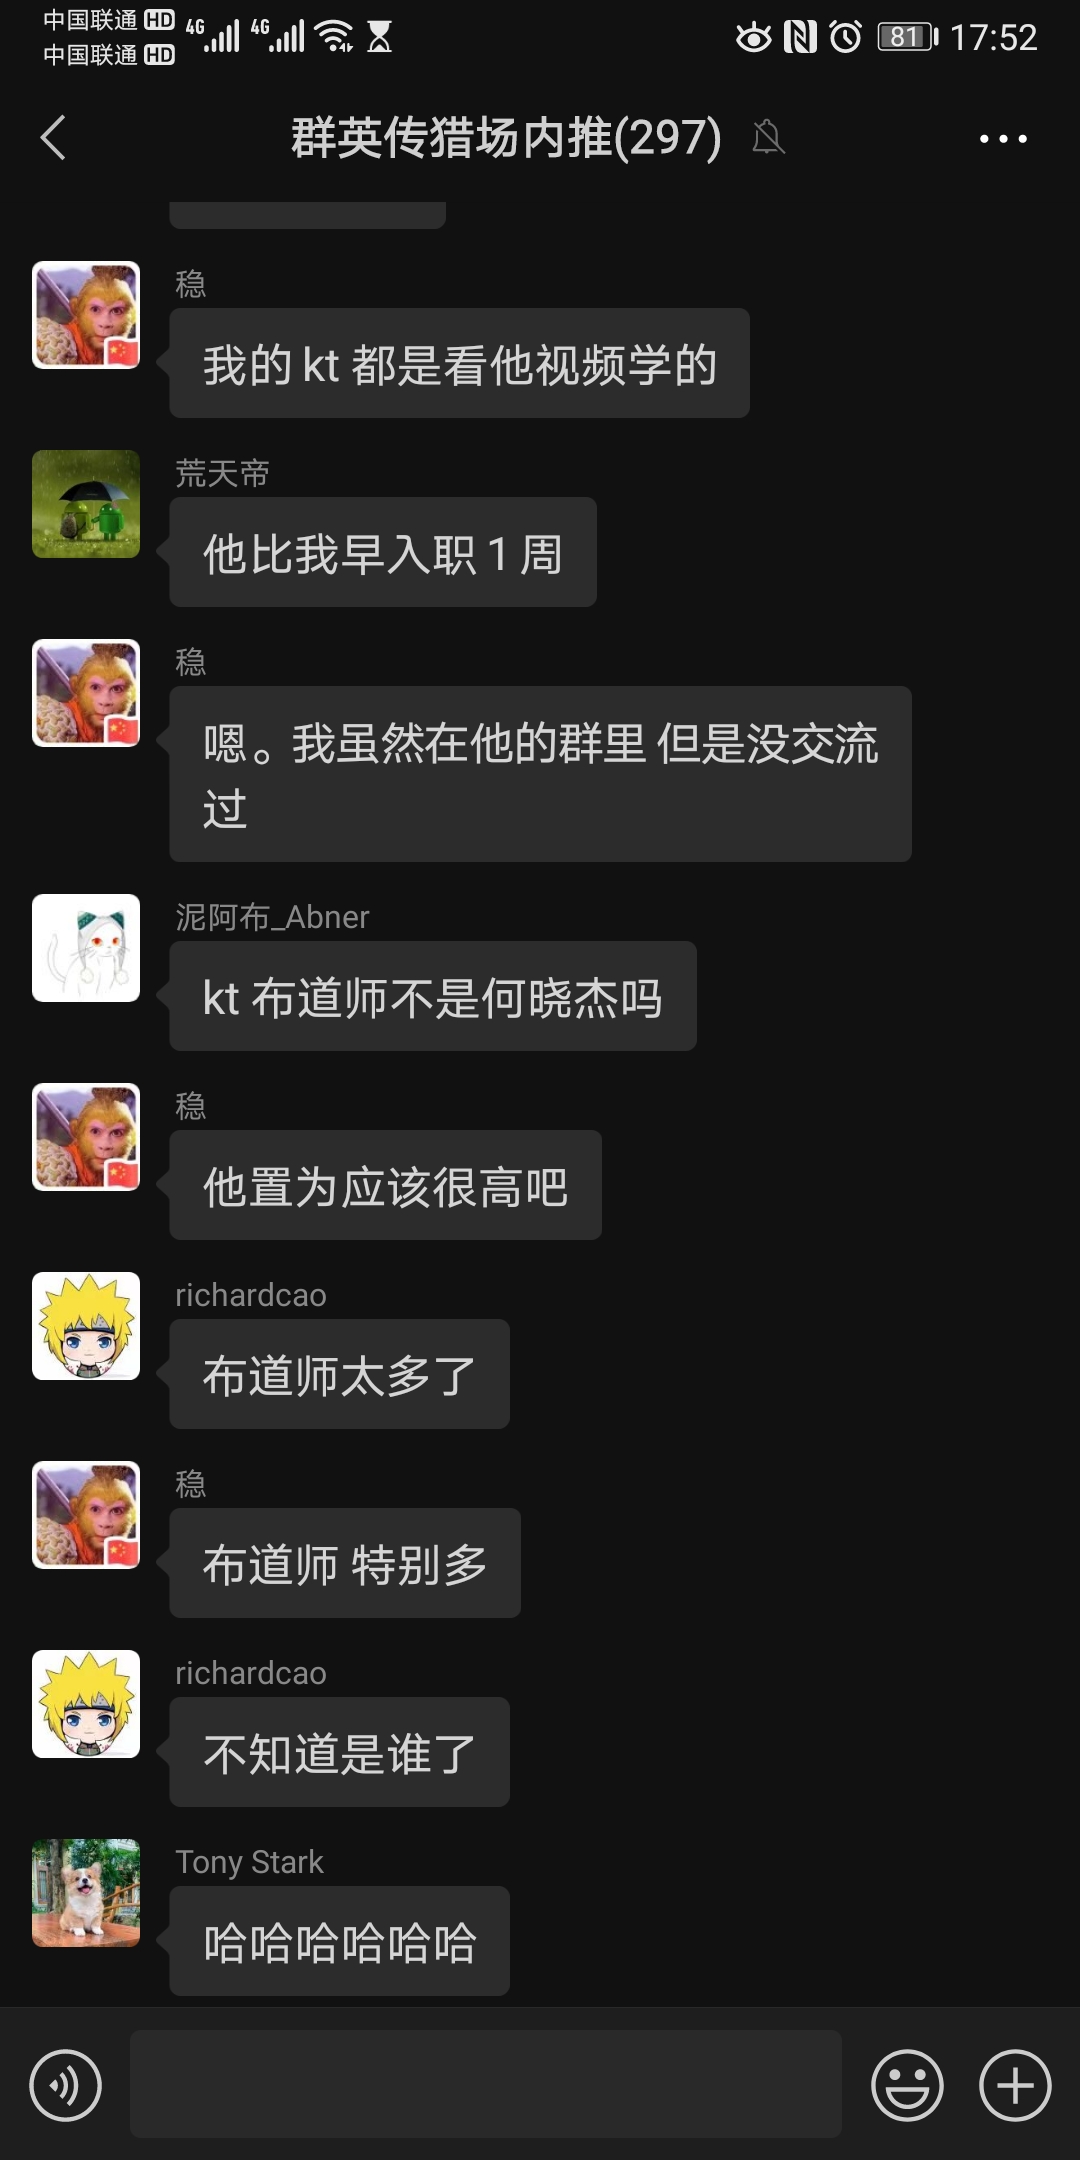 中国联通 HD 4G 4G 81 17:52
中国联通 HD
群英传猎场内推(297)
稳
我的 kt 都是看他视频学的
荒天帝
他比我早入职 1 周
稳
嗯。我虽然在他的群里 但是没交流
过
泥阿布_Abner
kt 布道师不是何晓杰吗
稳
他置为应该很高吧
richardcao
布道师太多了
稳
布道师 特别多
richardcao
不知道是谁了
Tony Stark
哈哈哈哈哈哈